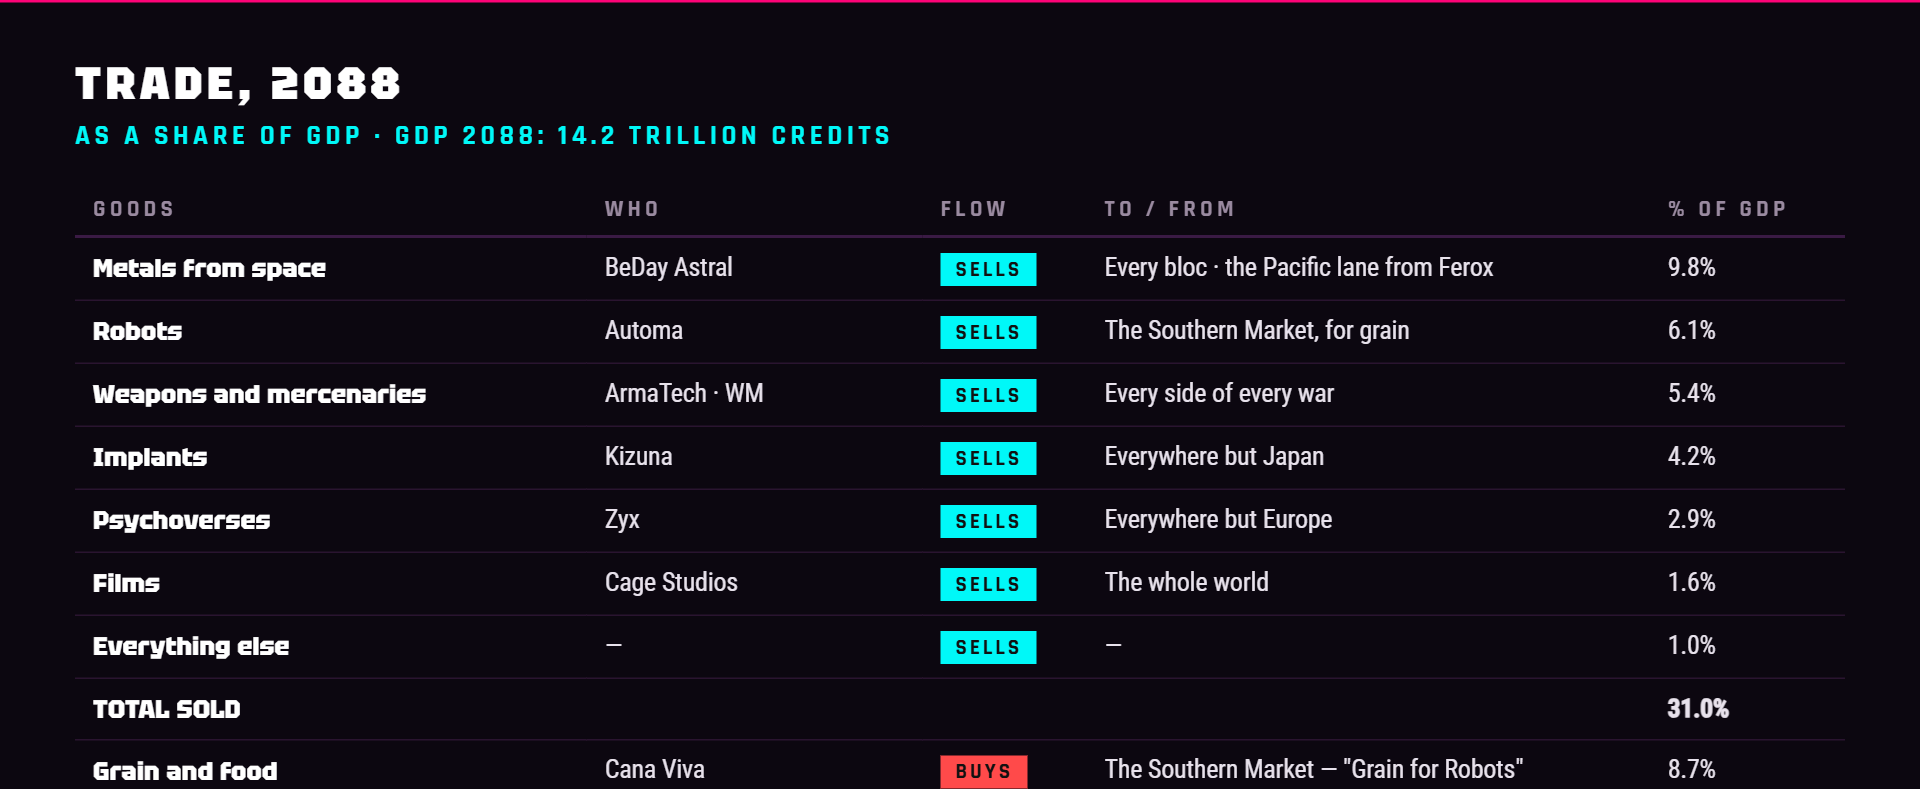 TRADE, 2088
AS A SHARE OF GDP · GDP 2088: 14.2 TRILLION CREDITS
GOODS WHO FLOW TO / FROM % OF GDP
Metals from space BeDay Astral SELLS Every bloc · the Pacific lane from Ferox 9.8%
Robots Automa SELLS The Southern Market, for grain 6.1%
Weapons and mercenaries ArmaTech · WM SELLS Every side of every war 5.4%
Implants Kizuna SELLS Everywhere but Japan 4.2%
Psychoverses Zyx SELLS Everywhere but Europe 2.9%
Films Cage Studios SELLS The whole world 1.6%
Everything else — SELLS — 1.0%
TOTAL SOLD 31.0%
Grain and food Cana Viva BUYS The Southern Market — "Grain for Robots" 8.7%